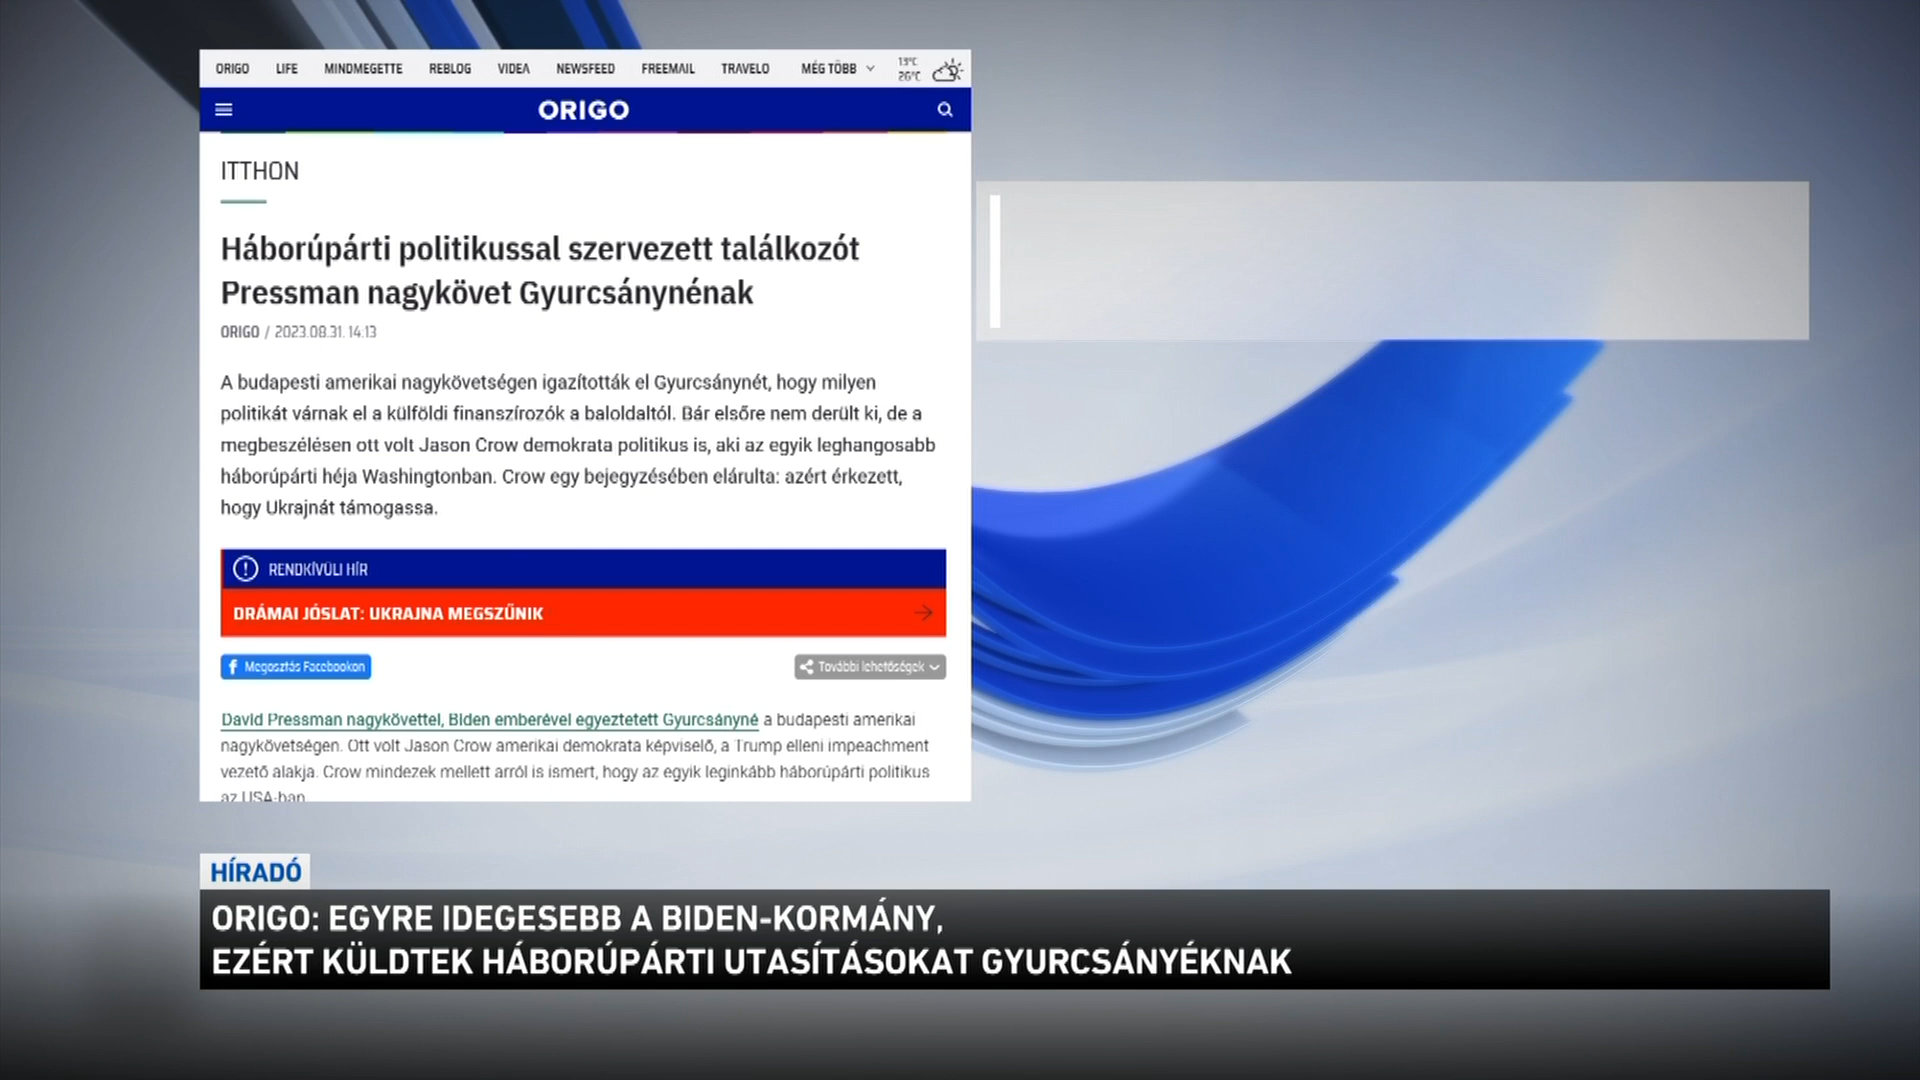 ORIGO LIFE MINDMEGETTE REBLOG VIDEA NEWSFEED FREEMAIL TRAVELO MÉG TÖBB 13°C
26°C
ORIGO
ITTHON
Háborúpárti politikussal szervezett találkozót
Pressman nagykövet Gyurcsánynénak
ORIGO / 2023.08.31. 14:13
A budapesti amerikai nagykövetségen igazították el Gyurcsánynét, hogy milyen
politikát várnak el a külföldi finanszírozók a baloldaltól. Bár elsőre nem derült ki, de a
megbeszélésen ott volt Jason Crow demokrata politikus is, aki az egyik leghangosabb
háborúpárti héja Washingtonban. Crow egy bejegyzésében elárulta: azért érkezett,
hogy Ukrajnát támogassa.
RENDKÍVÜLI HÍR
DRÁMAI JÓSLAT: UKRAJNA MEGSZŰNIK
Megosztás Facebookon
További lehetőségek
David Pressman nagykövettel, Biden emberével egyeztetett Gyurcsányné a budapesti amerikai
nagykövetségen. Ott volt Jason Crow amerikai demokrata képviselő, a Trump elleni impeachment
vezető alakja. Crow mindezek mellett arról is ismert, hogy az egyik leginkább háborúpárti politikus
az USA-ban
HÍRADÓ
ORIGO: EGYRE IDEGESEBB A BIDEN-KORMÁNY,
EZÉRT KÜLDTEK HÁBORÚPÁRTI UTASÍTÁSOKAT GYURCSÁNYÉKNAK